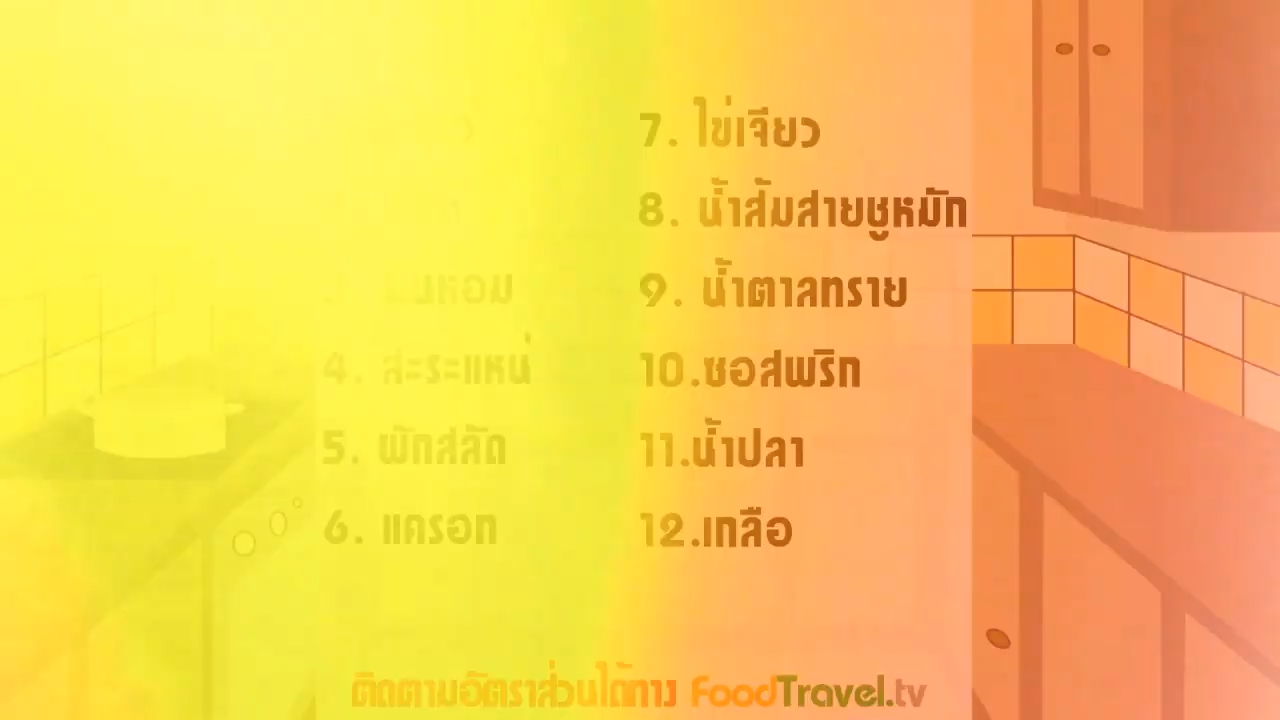 4. สะระแหน่
5. ผักสลัด
6. แครอท
7. ไข่เจียว
8. น้ำส้มสายชูหมัก
9. น้ำตาลทราย
10.ซอสพริก
11.น้ำปลา
12.เกลือ
ติดตามอัตราส่วนได้ทาง FoodTravel.tv